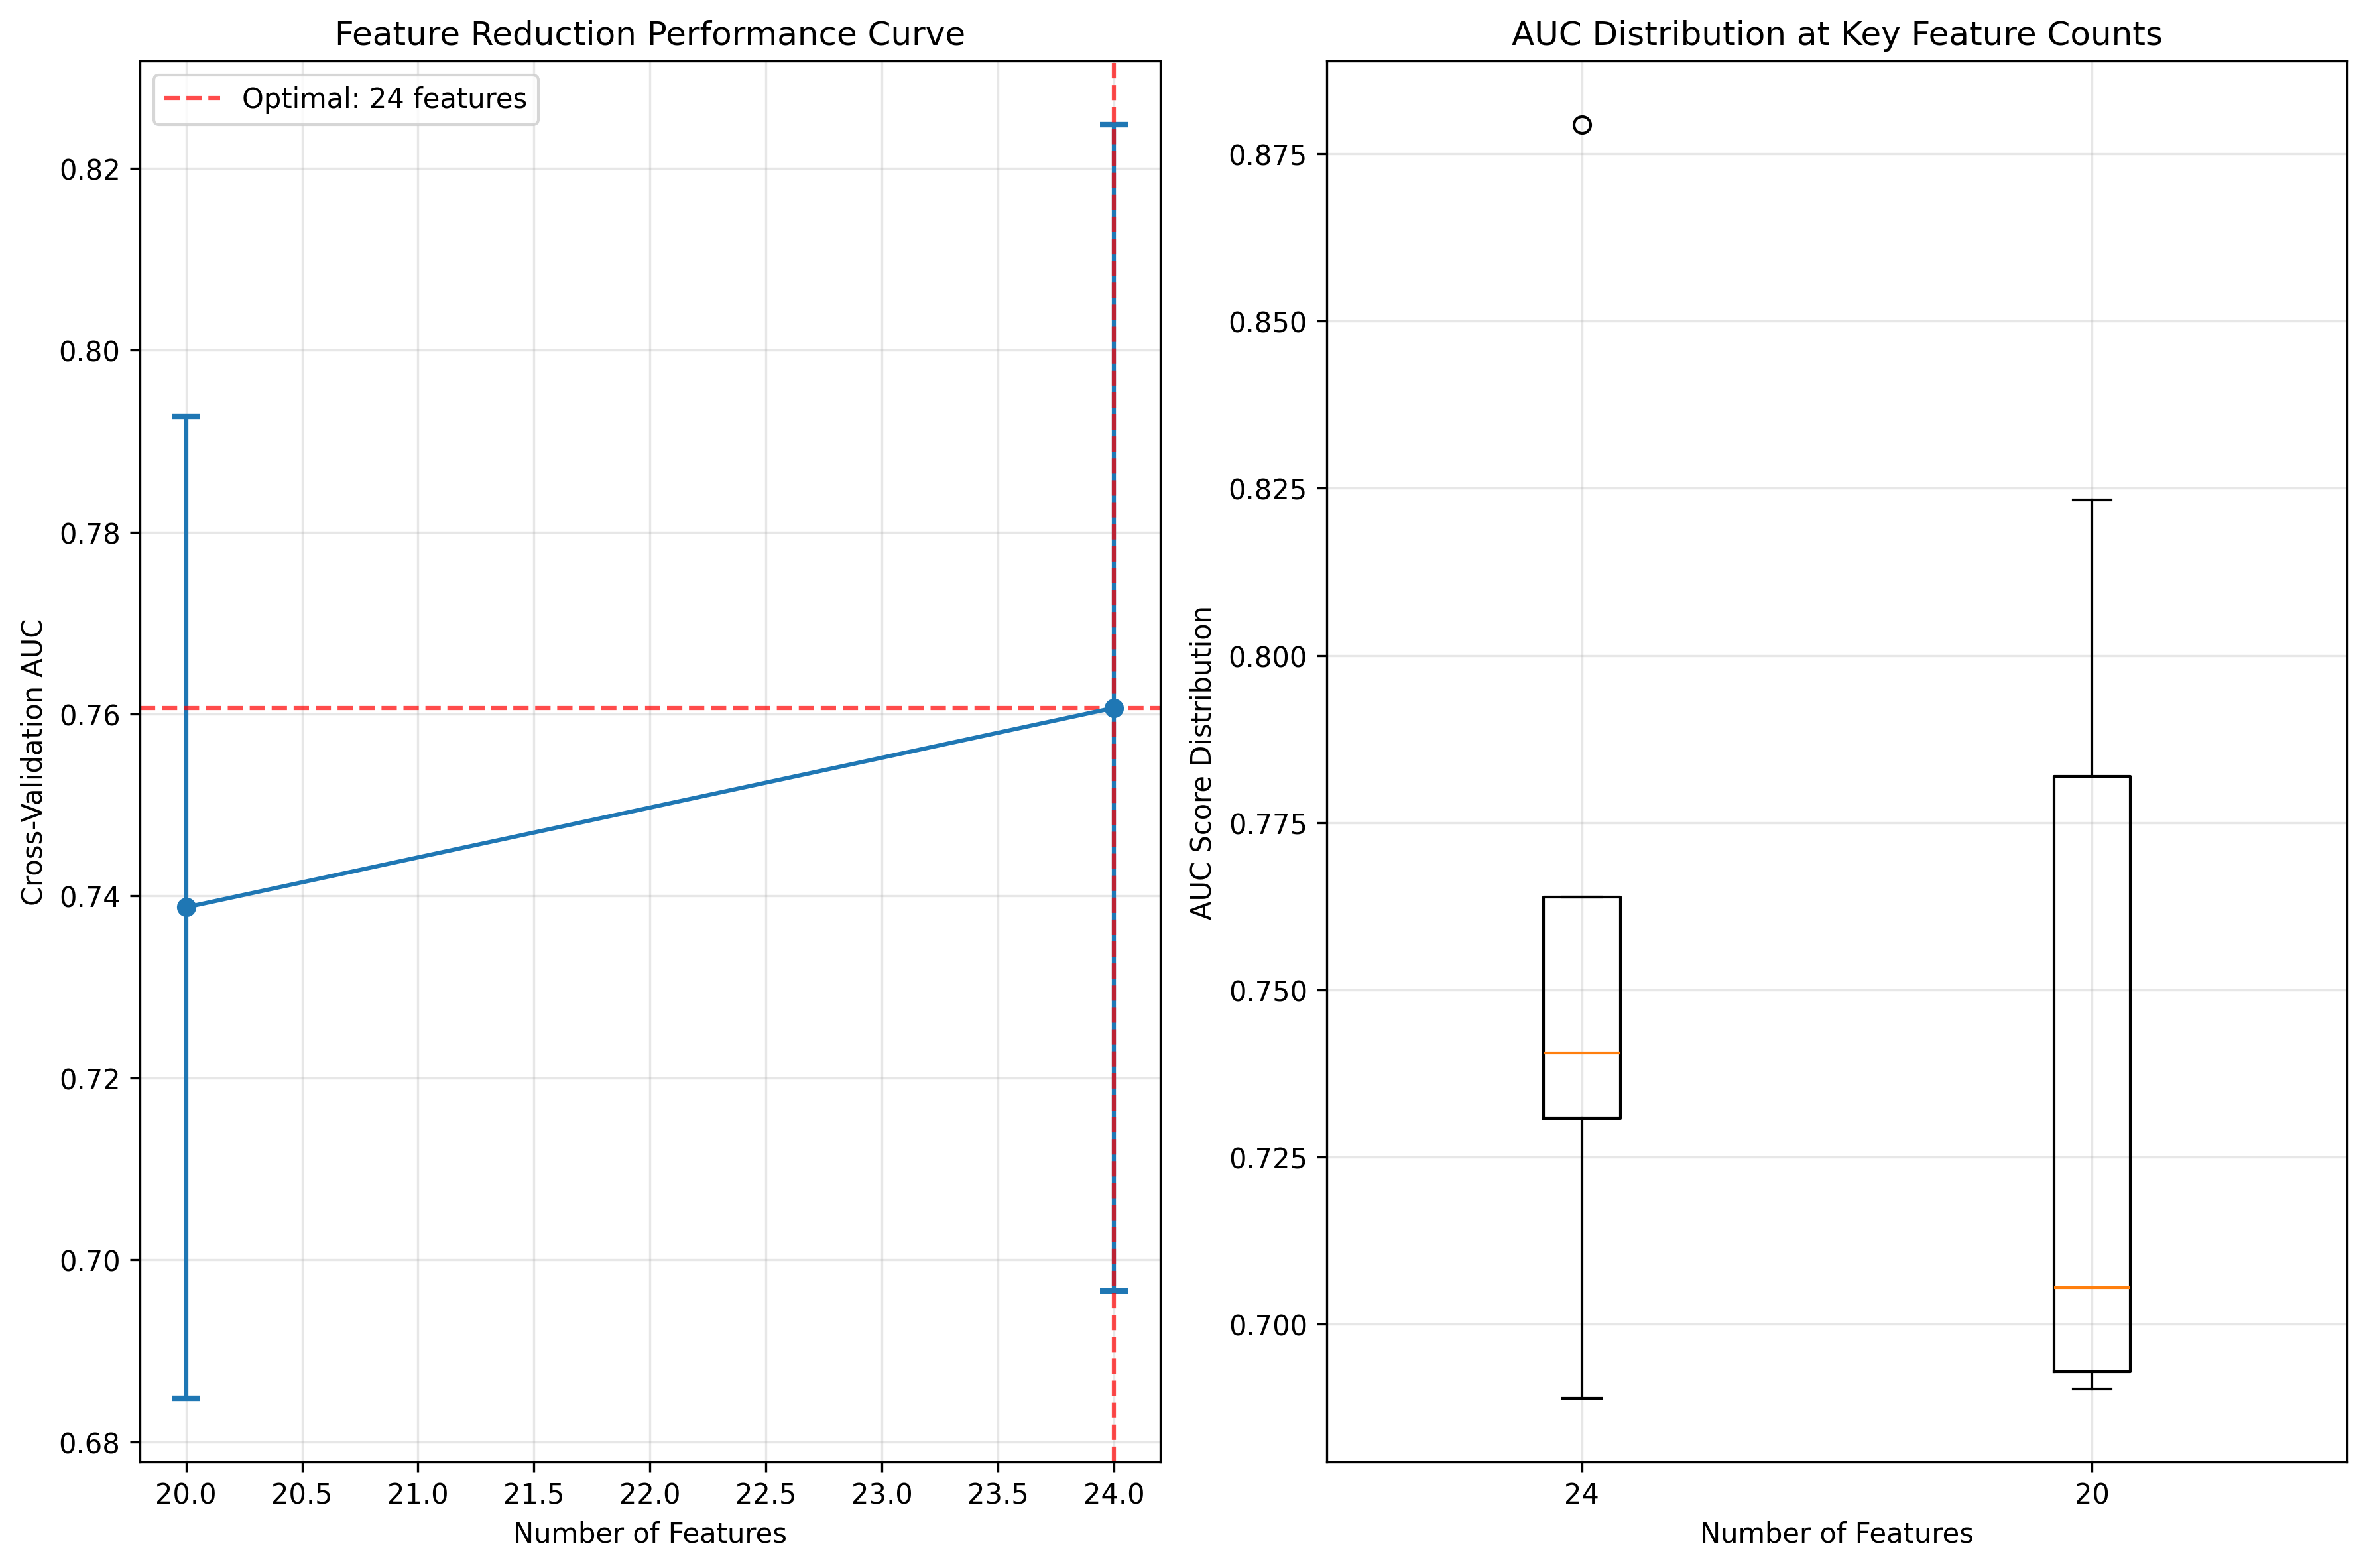 Feature Reduction Performance Curve
Optimal: 24 features
Cross-Validation AUC
0.82
0.80
0.78
0.76
0.74
0.72
0.70
0.68
20.0 20.5 21.0 21.5 22.0 22.5 23.0 23.5 24.0
Number of Features
AUC Distribution at Key Feature Counts
AUC Score Distribution
0.875
0.850
0.825
0.800
0.775
0.750
0.725
0.700
24 20
Number of Features